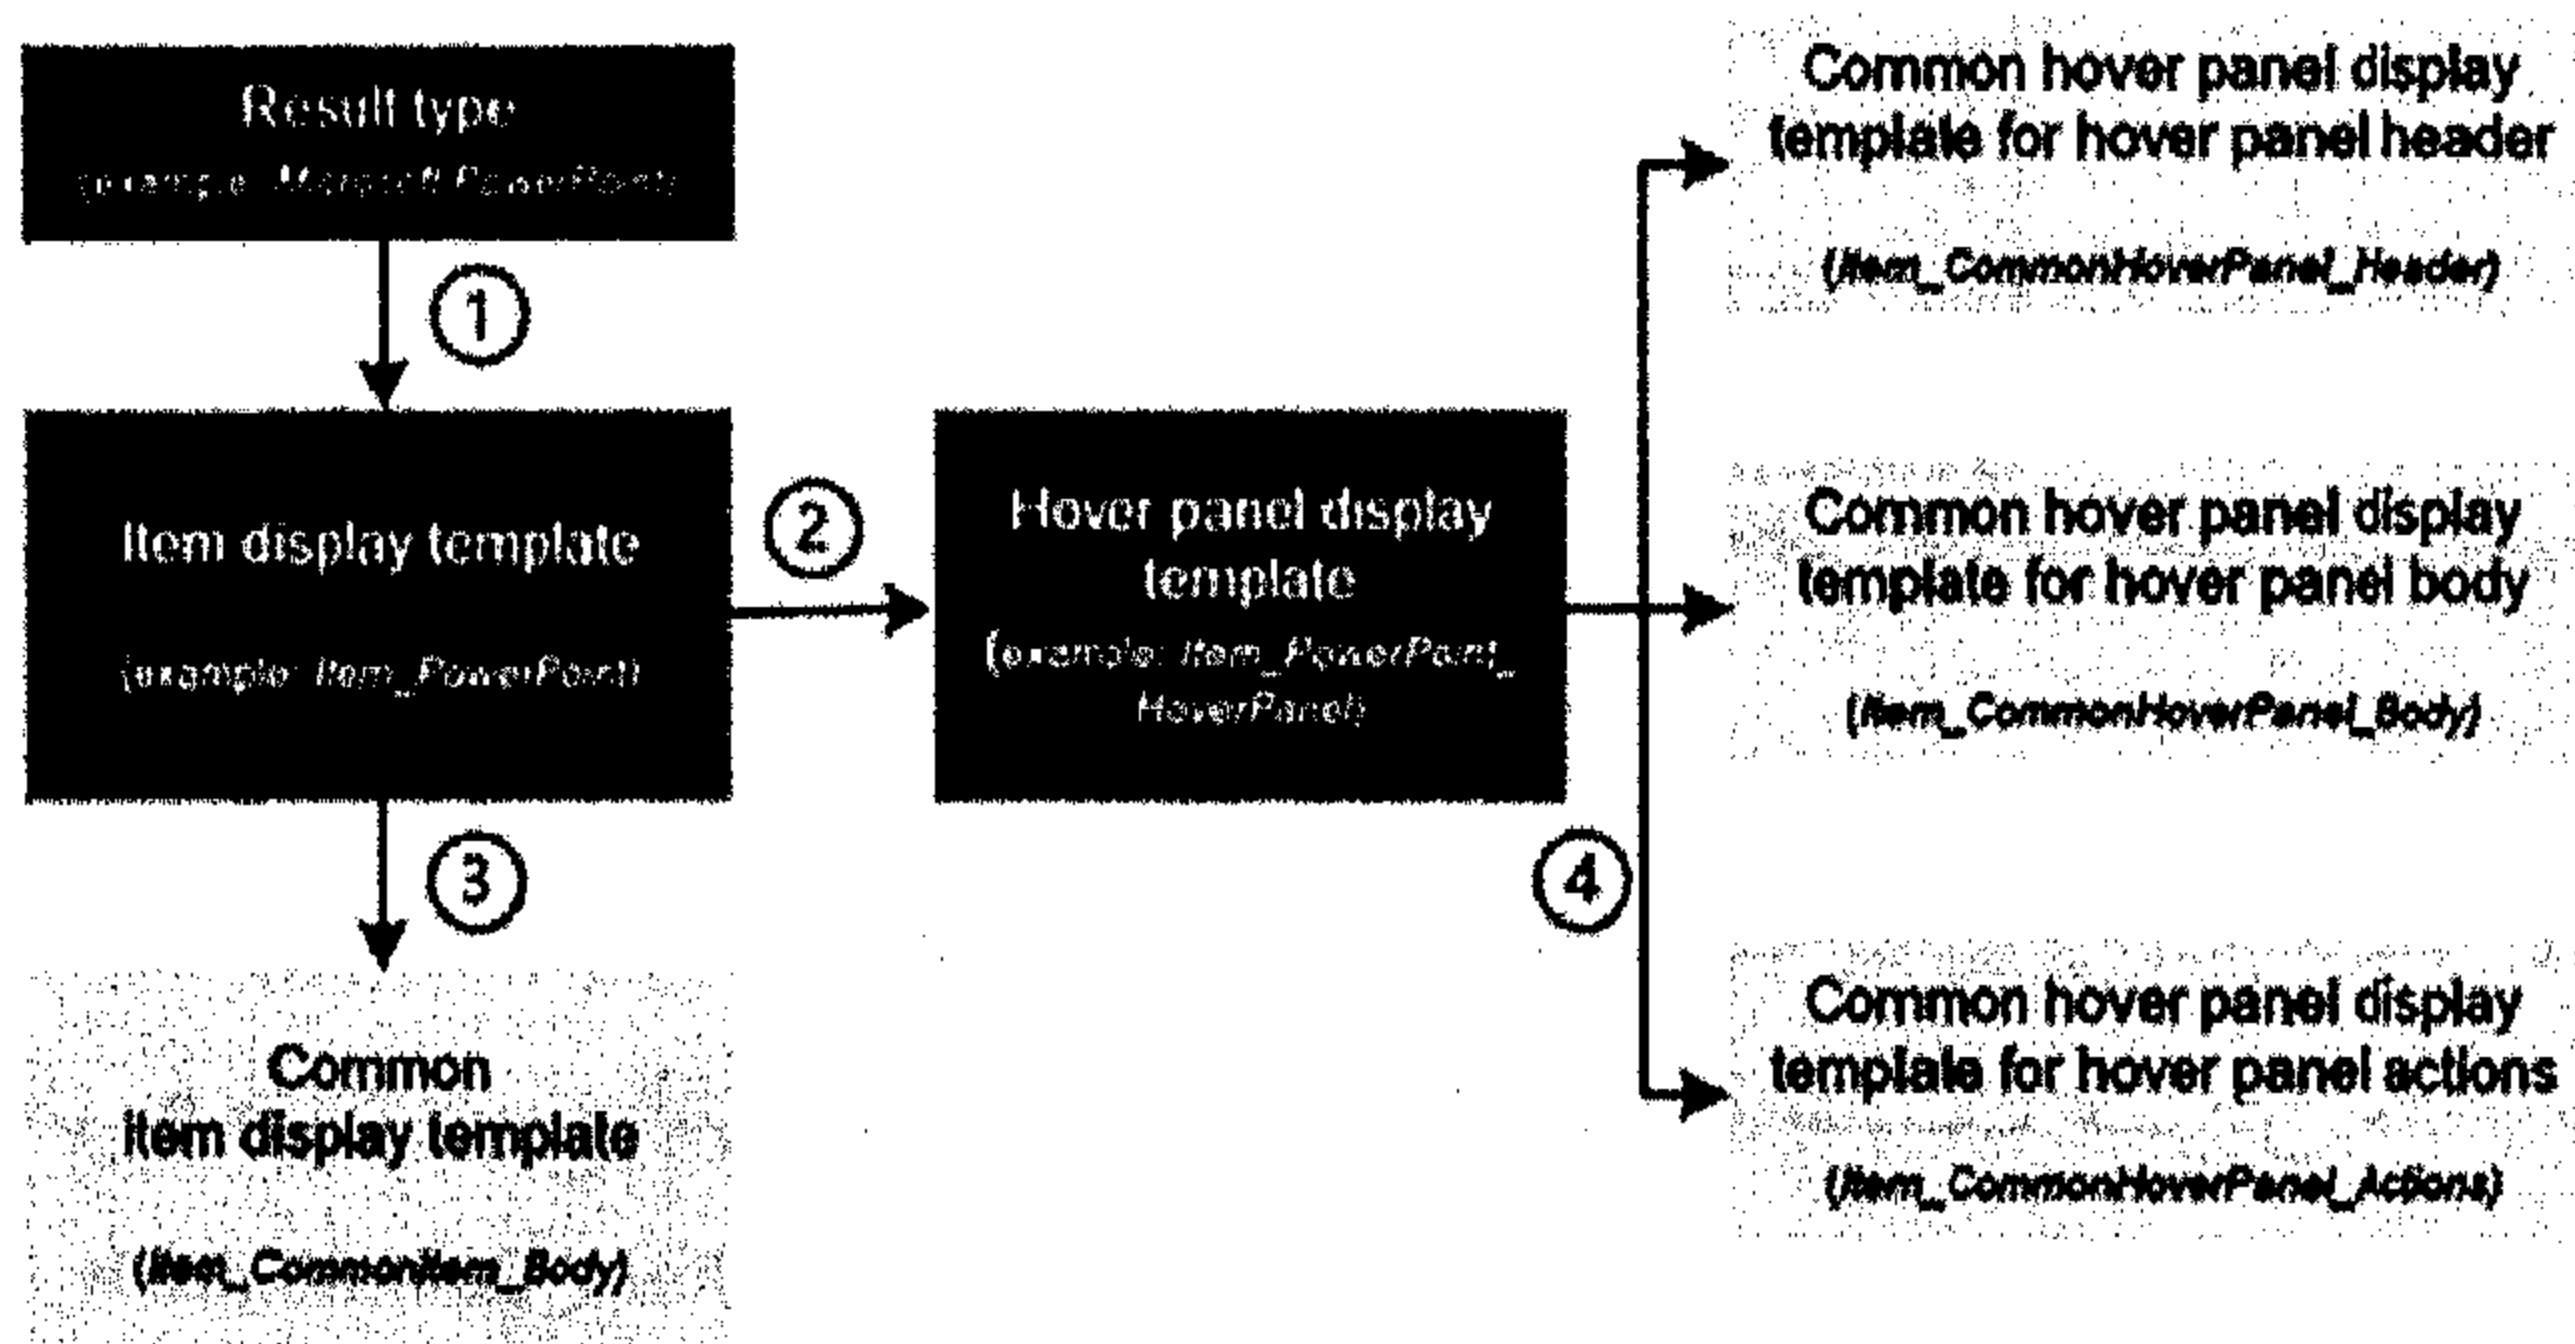 Result type
(example: Microsoft PowerPoint)
1
Item display template
(example: Item_PowerPoint)
2
Hover panel display
template
(example: Item_PowerPoint_
HoverPanel)
3
Common
item display template
(Item_CommonItem_Body)
4
Common hover panel display
template for hover panel header
(Item_CommonHoverPanel_Header)
Common hover panel display
template for hover panel body
(Item_CommonHoverPanel_Body)
Common hover panel display
template for hover panel actions
(Item_CommonHoverPanel_Actions)